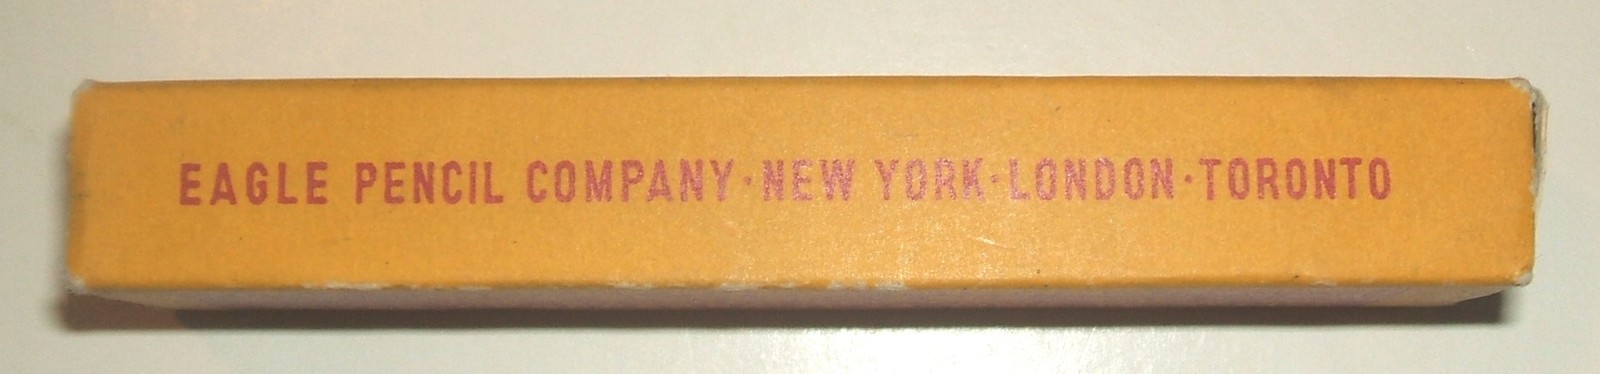 EAGLE PENCIL COMPANY·NEW YORK·LONDON·TORONTO